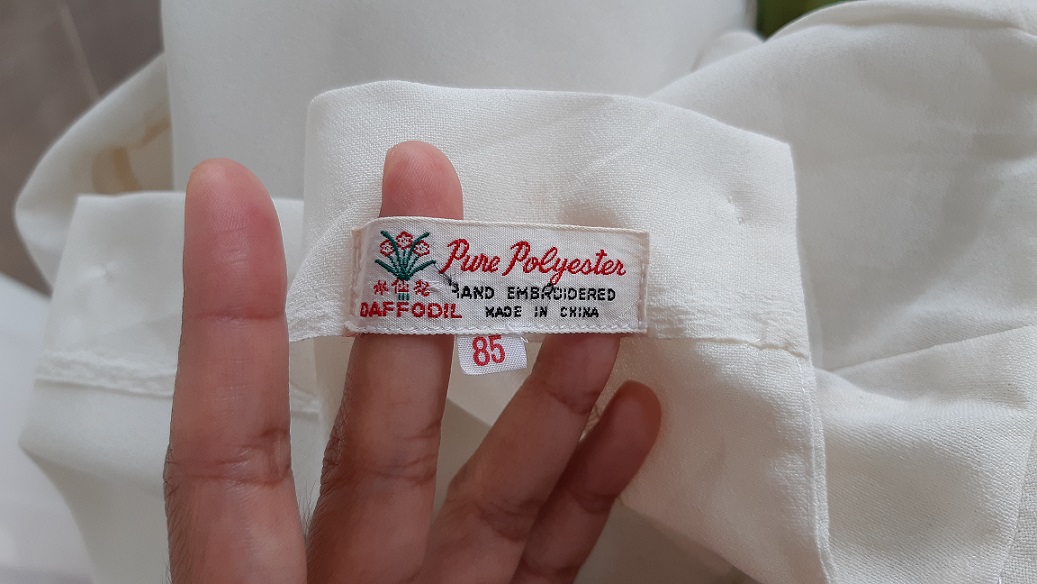 Pure Polyester
水仙花
HAND EMBROIDERED
DAFFODIL
MADE IN CHINA
85